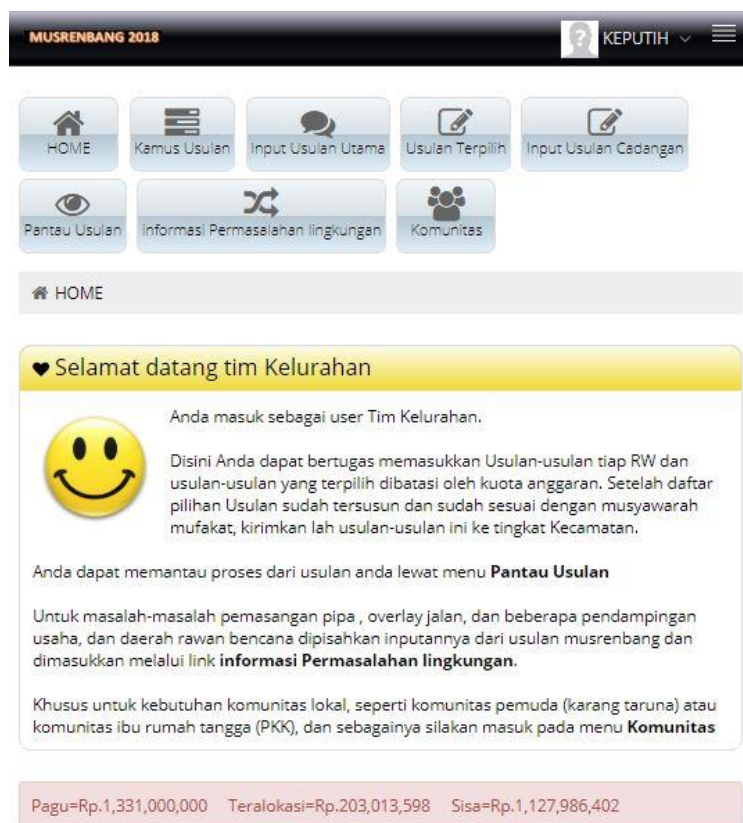 MUSRENBANG 2018
KEPUTIH
HOME
Kamus Usulan
Input Usulan Utama
Usulan Terpilih
Input Usulan Cadangan
Pantau Usulan
informasi Permasalahan lingkungan
Komunitas
HOME
Selamat datang tim Kelurahan
Anda masuk sebagai user Tim Kelurahan.
Disini Anda dapat bertugas memasukkan Usulan-usulan tiap RW dan
usulan-usulan yang terpilih dibatasi oleh kuota anggaran. Setelah daftar
pilihan Usulan sudah tersusun dan sudah sesuai dengan musyawarah
mufakat, kirimkan lah usulan-usulan ini ke tingkat Kecamatan.
Anda dapat memantau proses dari usulan anda lewat menu Pantau Usulan
Untuk masalah-masalah pemasangan pipa , overlay jalan, dan beberapa pendampingan
usaha, dan daerah rawan bencana dipisahkan inputannya dari usulan musrenbang dan
dimasukkan melalui link informasi Permasalahan lingkungan.
Khusus untuk kebutuhan komunitas lokal, seperti komunitas pemuda (karang taruna) atau
komunitas ibu rumah tangga (PKK), dan sebagainya silakan masuk pada menu Komunitas
Pagu=Rp.1,331,000,000 Teralokasi=Rp.203,013,598 Sisa=Rp.1,127,986,402